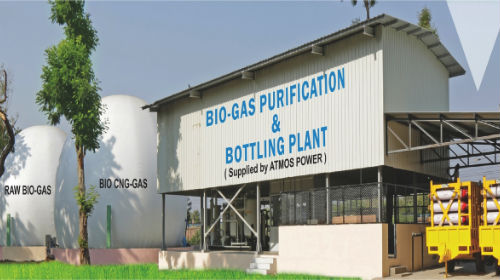 BIO-GAS PURIFICATION
&
BOTTLING PLANT
( Supplied by ATMOS POWER )
RAW BIO-GAS
BIO CNG-GAS